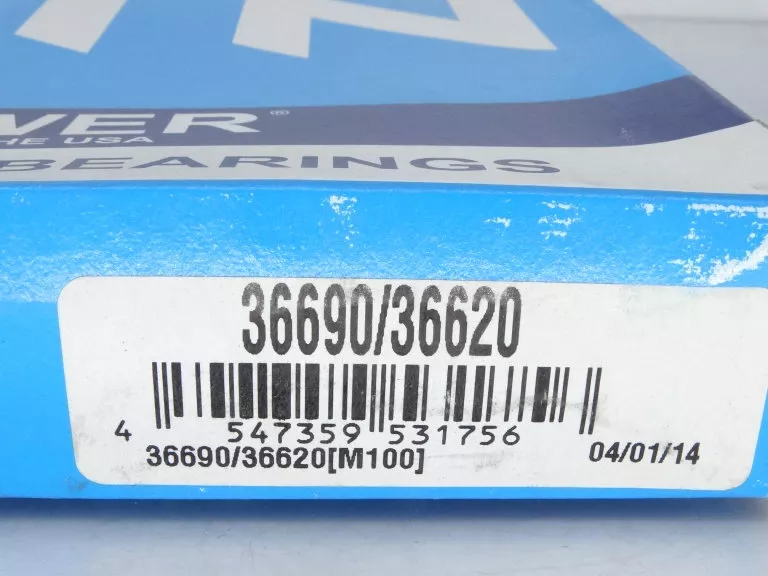 WER®
HE USA
BEARINGS
36690/36620
4 547359 531756
36690/36620[M100]
04/01/14